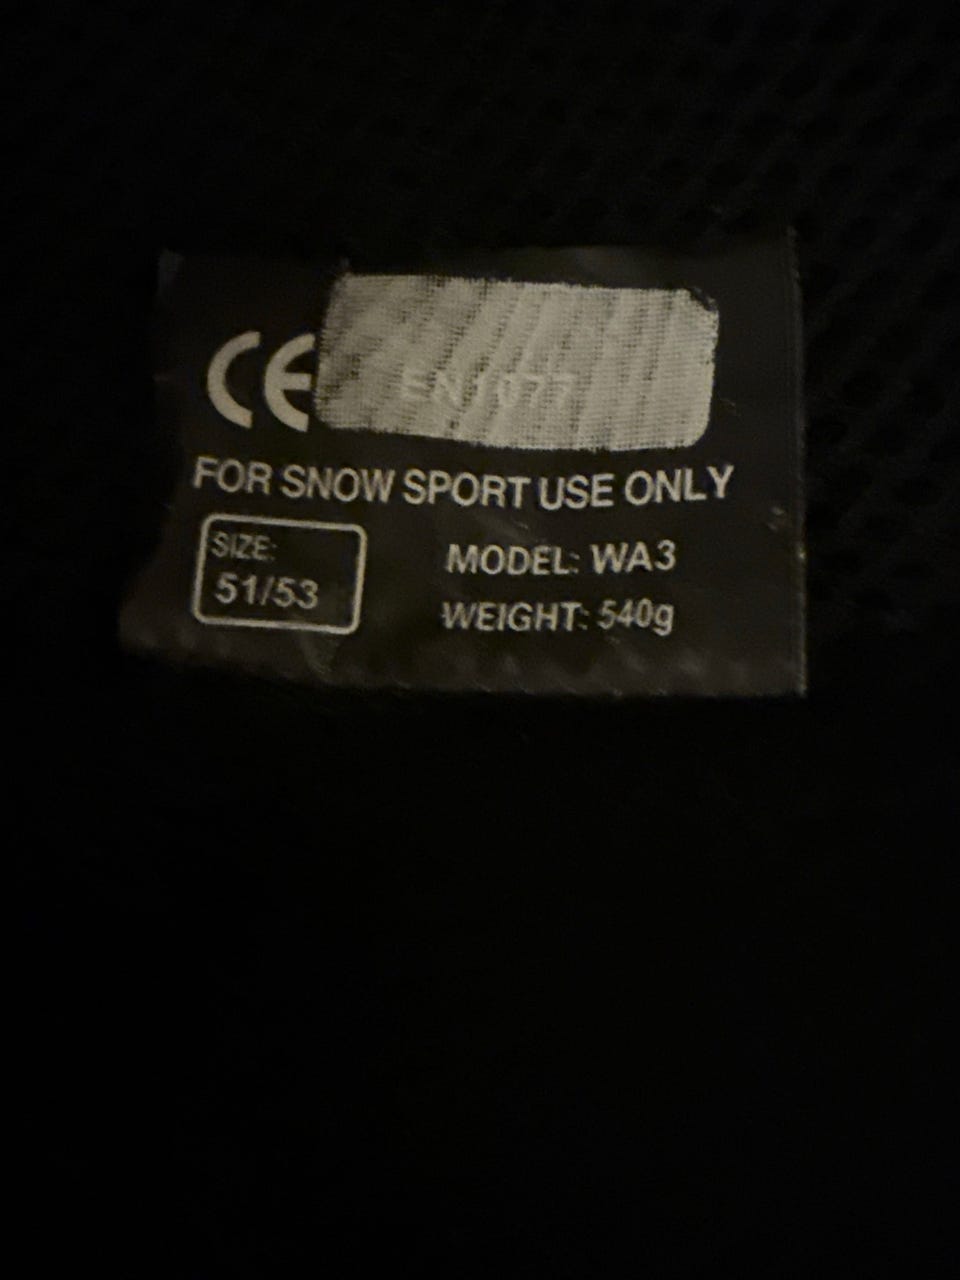 CE EN1077
FOR SNOW SPORT USE ONLY
SIZE:
51/53
MODEL: WA3
WEIGHT: 540g